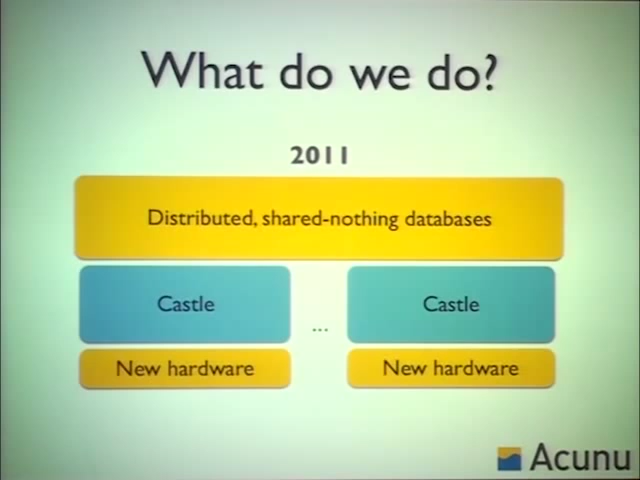 What do we do?
2011
Distributed, shared-nothing databases
Castle
...
Castle
New hardware
New hardware
Acunu